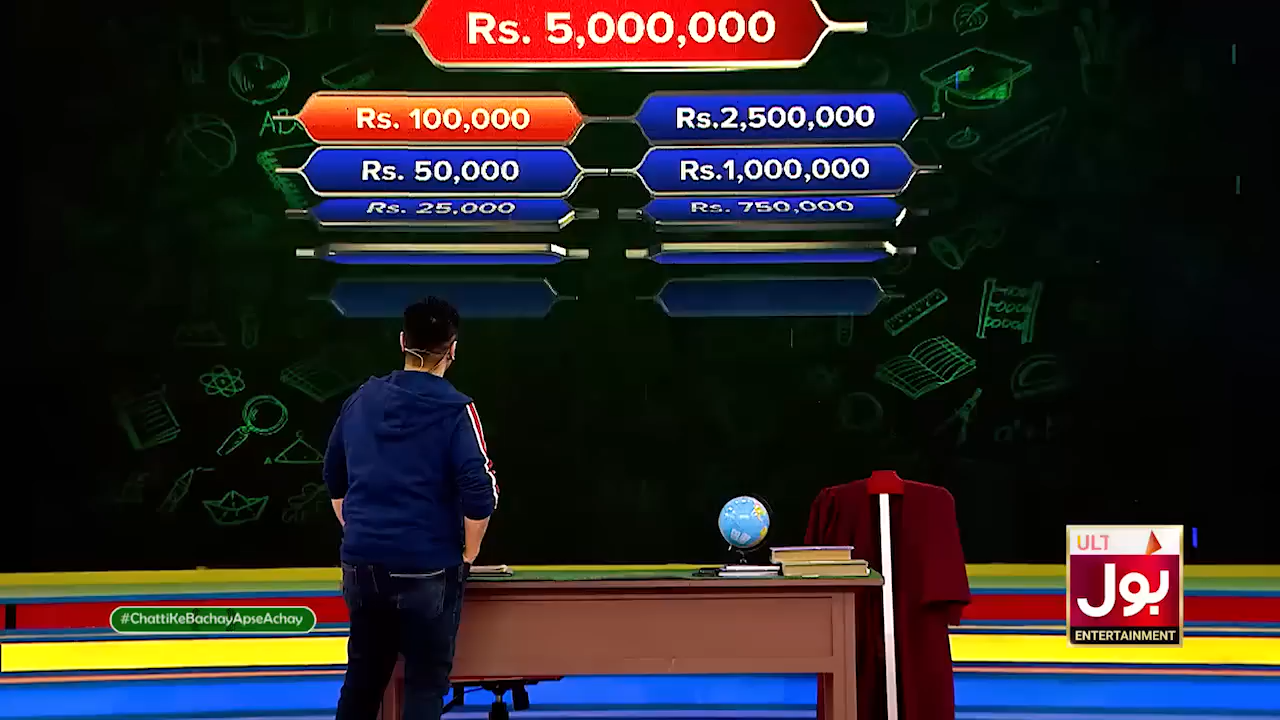 Rs. 5,000,000
Rs. 100,000
Rs.2,500,000
Rs. 50,000
Rs.1,000,000
Rs. 25,000
Rs. 750,000
#ChattiKeBachayApseAchay
ULT
بول
ENTERTAINMENT